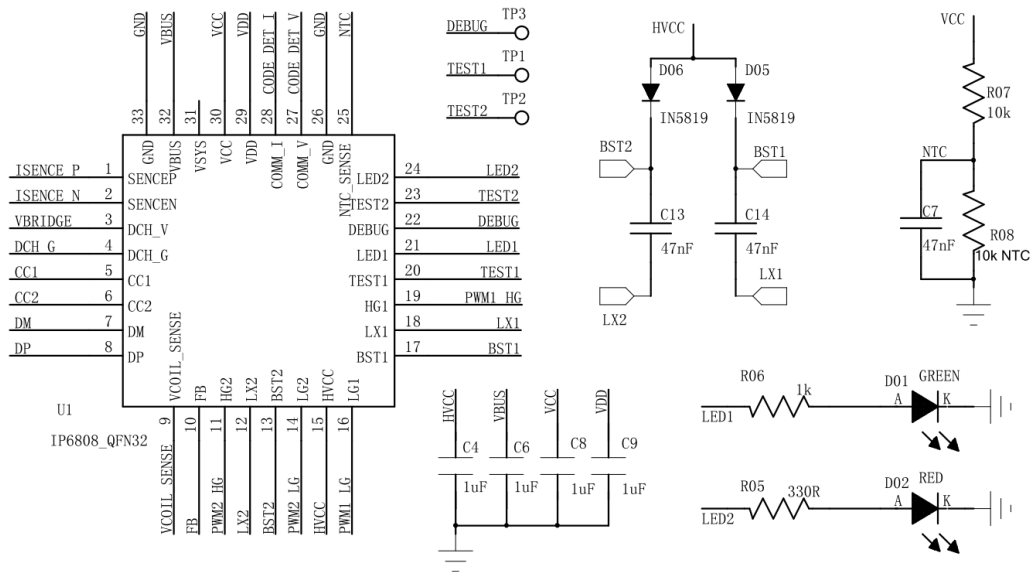 GND
VBUS
VCC
VDD
CODE_DET_I
CODE_DET_V
GND
NTC
33
32
31
30
29
28
27
26
25
GND
VBUS
VSYS
VCC
VDD
COMM_I
COMM_V
GND
NTC_SENSE
ISENCE_P 1 SENCEP
ISENCE_N 2 SENCEN
VBRIDGE 3 DCH_V
DCH_G 4 DCH_G
CC1 5 CC1
CC2 6 CC2
DM 7 DM
DP 8 DP
LED2 24 LED2
TEST2 23 TEST2
DEBUG 22 DEBUG
LED1 21 LED1
TEST1 20 TEST1
HG1 19 PWM1_HG
LX1 18 LX1
BST1 17 BST1
VCOIL_SENSE
FB
HG2
LX2
BST2
LG2
HVCC
LG1
9
10
11
12
13
14
15
16
VCOIL_SENSE
FB
PWM2_HG
LX2
BST2
PWM2_LG
HVCC
PWM1_LG
U1
IP6808_QFN32
DEBUG TP3
TEST1 TP1
TEST2 TP2
HVCC
D06 D05
IN5819 IN5819
BST2 BST1
C13 C14
47nF 47nF
LX1
LX2
VCC
R07
10k
NTC
C7
47nF
R08
10k NTC
HVCC
VBUS
VCC
VDD
C4 C6 C8 C9
1uF 1uF 1uF 1uF
R06 1k D01 GREEN
LED1 A K
R05 330R D02 RED
LED2 A K